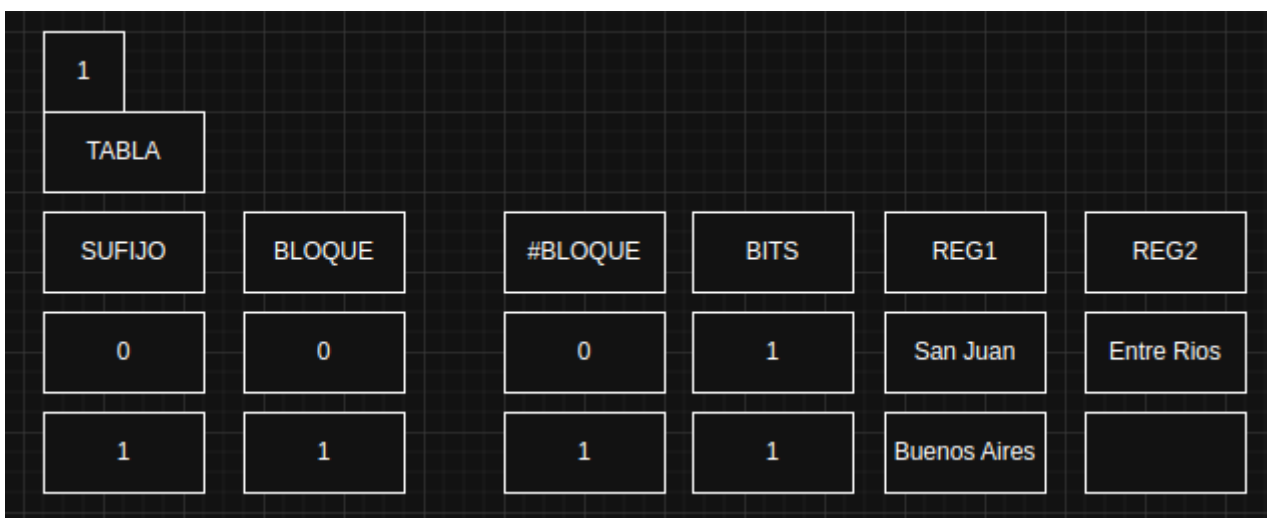 1
TABLA
SUFIJO BLOQUE #BLOQUE BITS REG1 REG2
0 0 0 1 San Juan Entre Rios
1 1 1 1 Buenos Aires